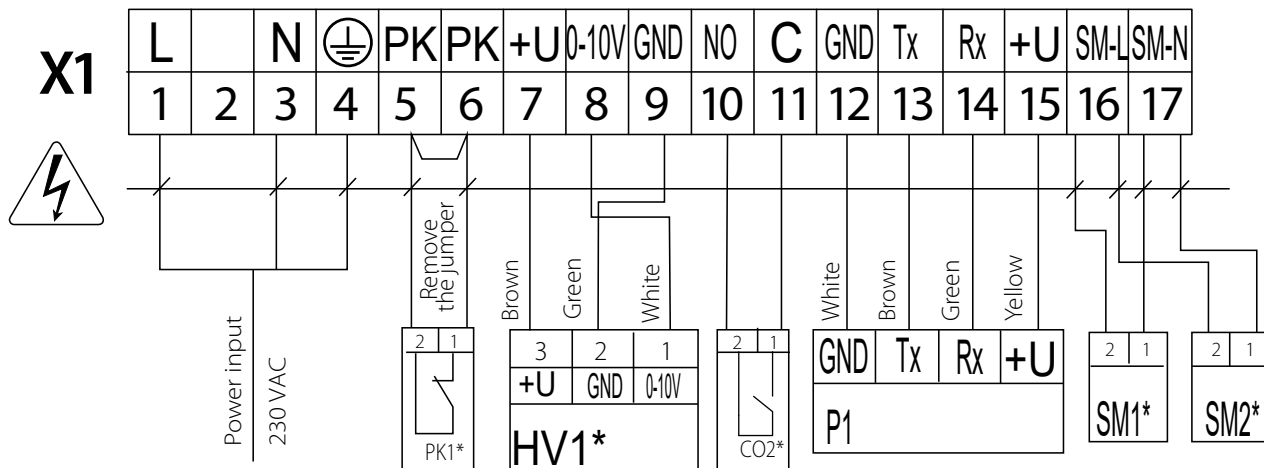 X1
L N PK PK +U 0-10V GND NO C GND Tx Rx +U SM-L SM-N
1 2 3 4 5 6 7 8 9 10 11 12 13 14 15 16 17
Power input
230 VAC
Remove
the jumper
Brown
Green
White
White
Brown
Green
Yellow
2 1
PK1*
3 2 1
+U GND 0-10V
HV1*
2 1
CO2*
GND Tx Rx +U
P1
2 1
SM1*
2 1
SM2*